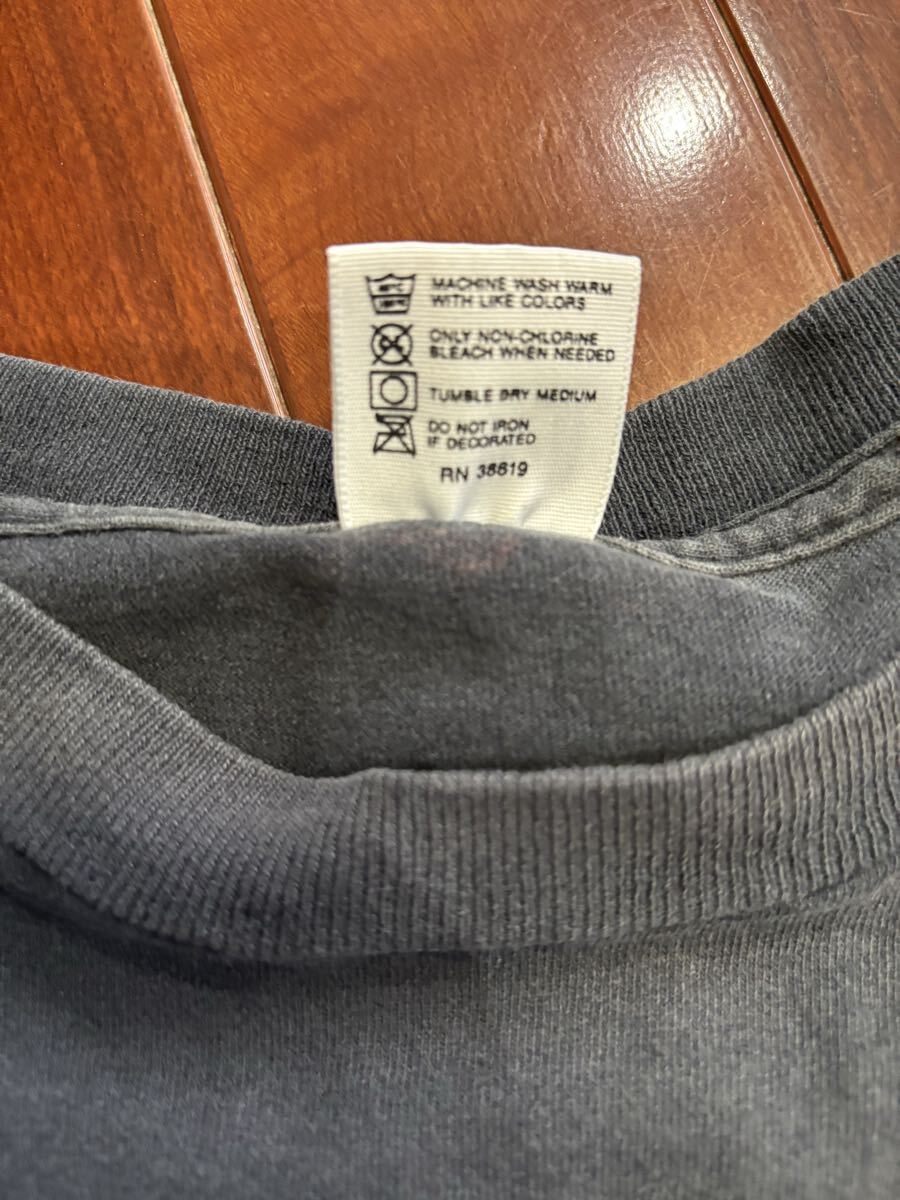 MACHINE WASH WARM
WITH LIKE COLORS
ONLY NON-CHLORINE
BLEACH WHEN NEEDED
TUMBLE DRY MEDIUM
DO NOT IRON
IF DECORATED
RN 38619